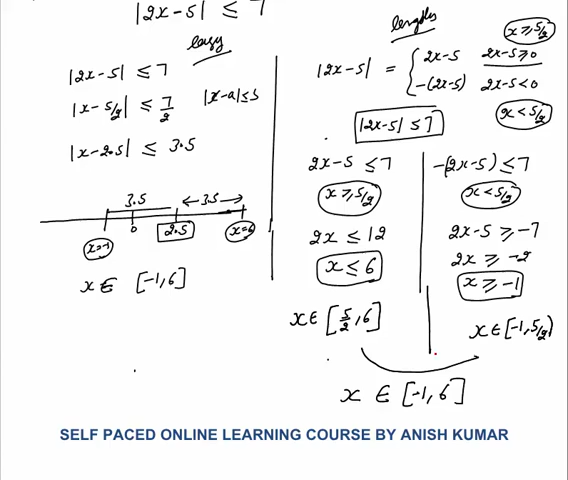 |2x-5| ≤ 7
easy
|2x-5| ≤ 7
|x-5/2| ≤ 7/2 |x-a| ≤ 5
|x-2.5| ≤ 3.5
3.5 ← 3.5 →
x=-1 0 2.5 x=6
x ∈ [-1,6]
lengthy
x ≥ 5/2
|2x-5| = { 2x-5 2x-5≥0
-(2x-5) 2x-5<0
x < 5/2
|2x-5| ≤ 7
2x-5 ≤ 7
x ≥ 5/2
2x ≤ 12
x ≤ 6
x ∈ [5/2, 6]
-(2x-5) ≤ 7
x < 5/2
2x-5 ≥ -7
2x ≥ -2
x ≥ -1
x ∈ [-1, 5/2)
x ∈ [-1,6]
SELF PACED ONLINE LEARNING COURSE BY ANISH KUMAR